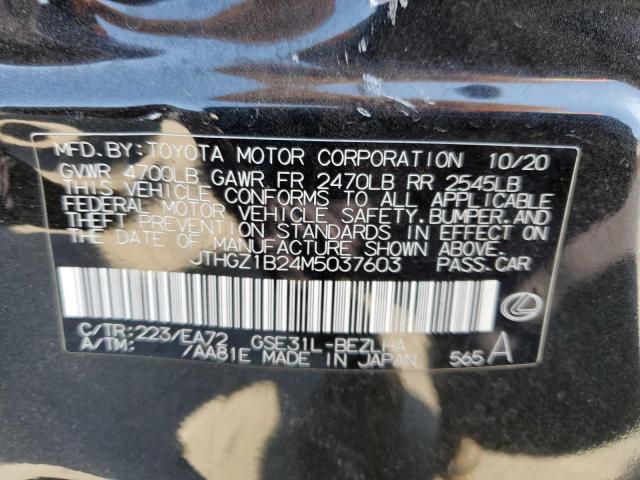 MFD.BY:TOYOTA MOTOR CORPORATION 10/20
GVWR 4700LB GAWR FR 2470LB RR 2545LB
THIS VEHICLE CONFORMS TO ALL APPLICABLE
FEDERAL MOTOR VEHICLE SAFETY,BUMPER,AND
THEFT PREVENTION STANDARDS IN EFFECT ON
THE DATE OF MANUFACTURE SHOWN ABOVE.
JTHGZ1B24M5037603 PASS.CAR
C/TR:223/EA72 GSE31L-BEZLHA
A/TM: /AA81E MADE IN JAPAN 565 A